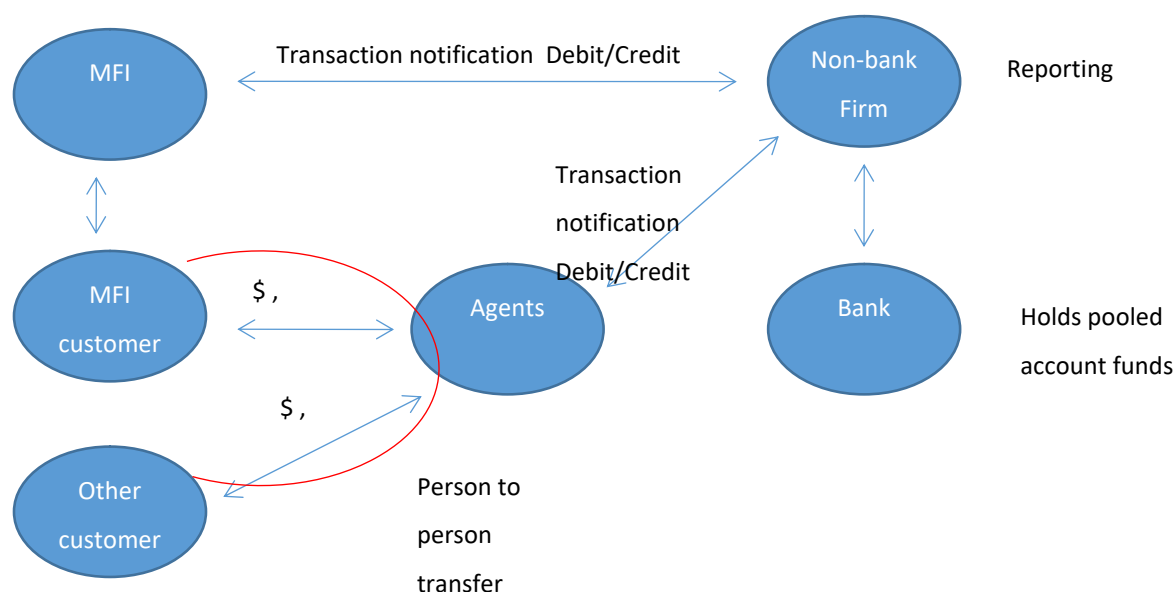 MFI
Transaction notification Debit/Credit
Non-bank
Firm
Reporting
Transaction
notification
Debit/Credit
MFI
customer
$ ,
Agents
Bank
Holds pooled
account funds
$ ,
Other
customer
Person to
person
transfer